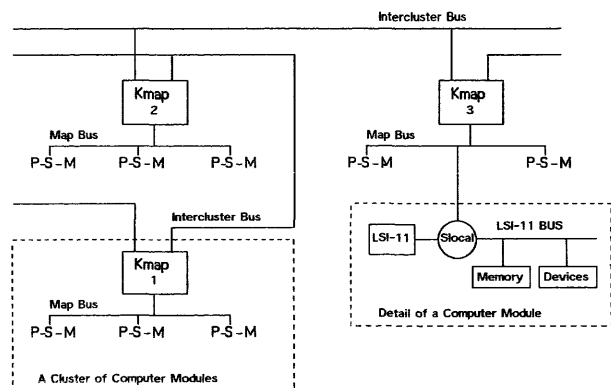 Intercluster Bus
Kmap
2
Kmap
3
Map Bus
Map Bus
P-S-M P-S-M P-S-M
P-S-M P-S-M
Intercluster Bus
LSI-11
Slocal
LSI-11 BUS
Memory
Devices
Detail of a Computer Module
Kmap
1
Map Bus
P-S-M P-S-M P-S-M
A Cluster of Computer Modules